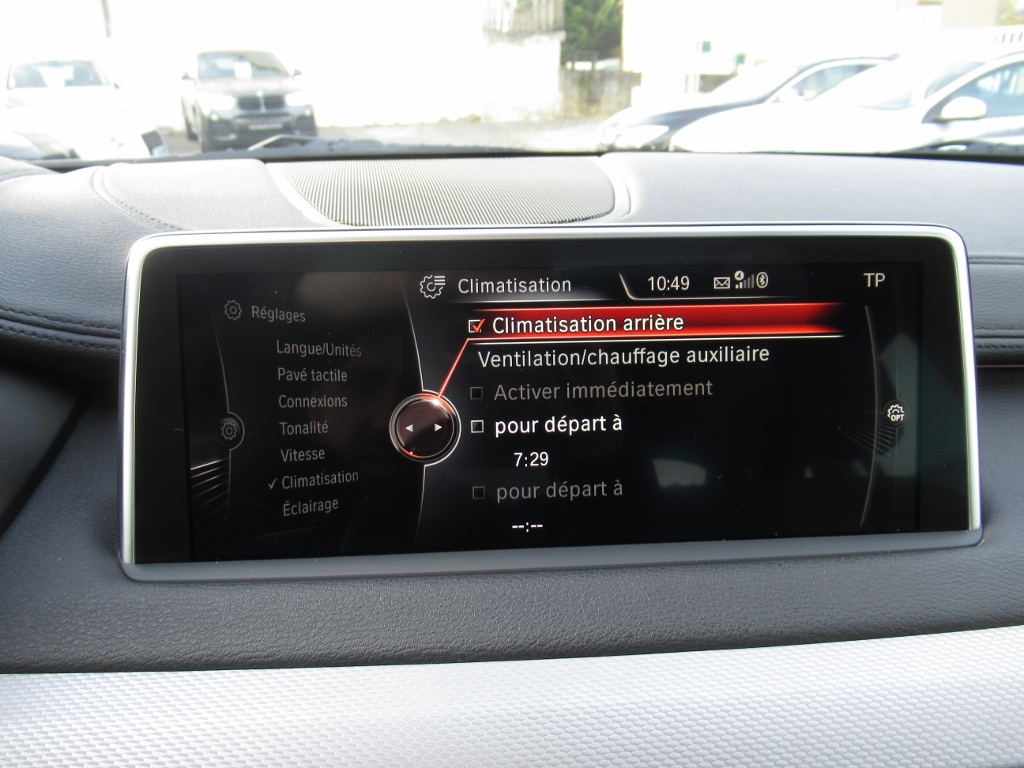 Climatisation 10:49 TP
Réglages
Langue/Unités
Pavé tactile
Connexions
Tonalité
Vitesse
✓ Climatisation
Éclairage
Climatisation arrière
Ventilation/chauffage auxiliaire
Activer immédiatement
pour départ à
7:29
pour départ à
--:--
OPT